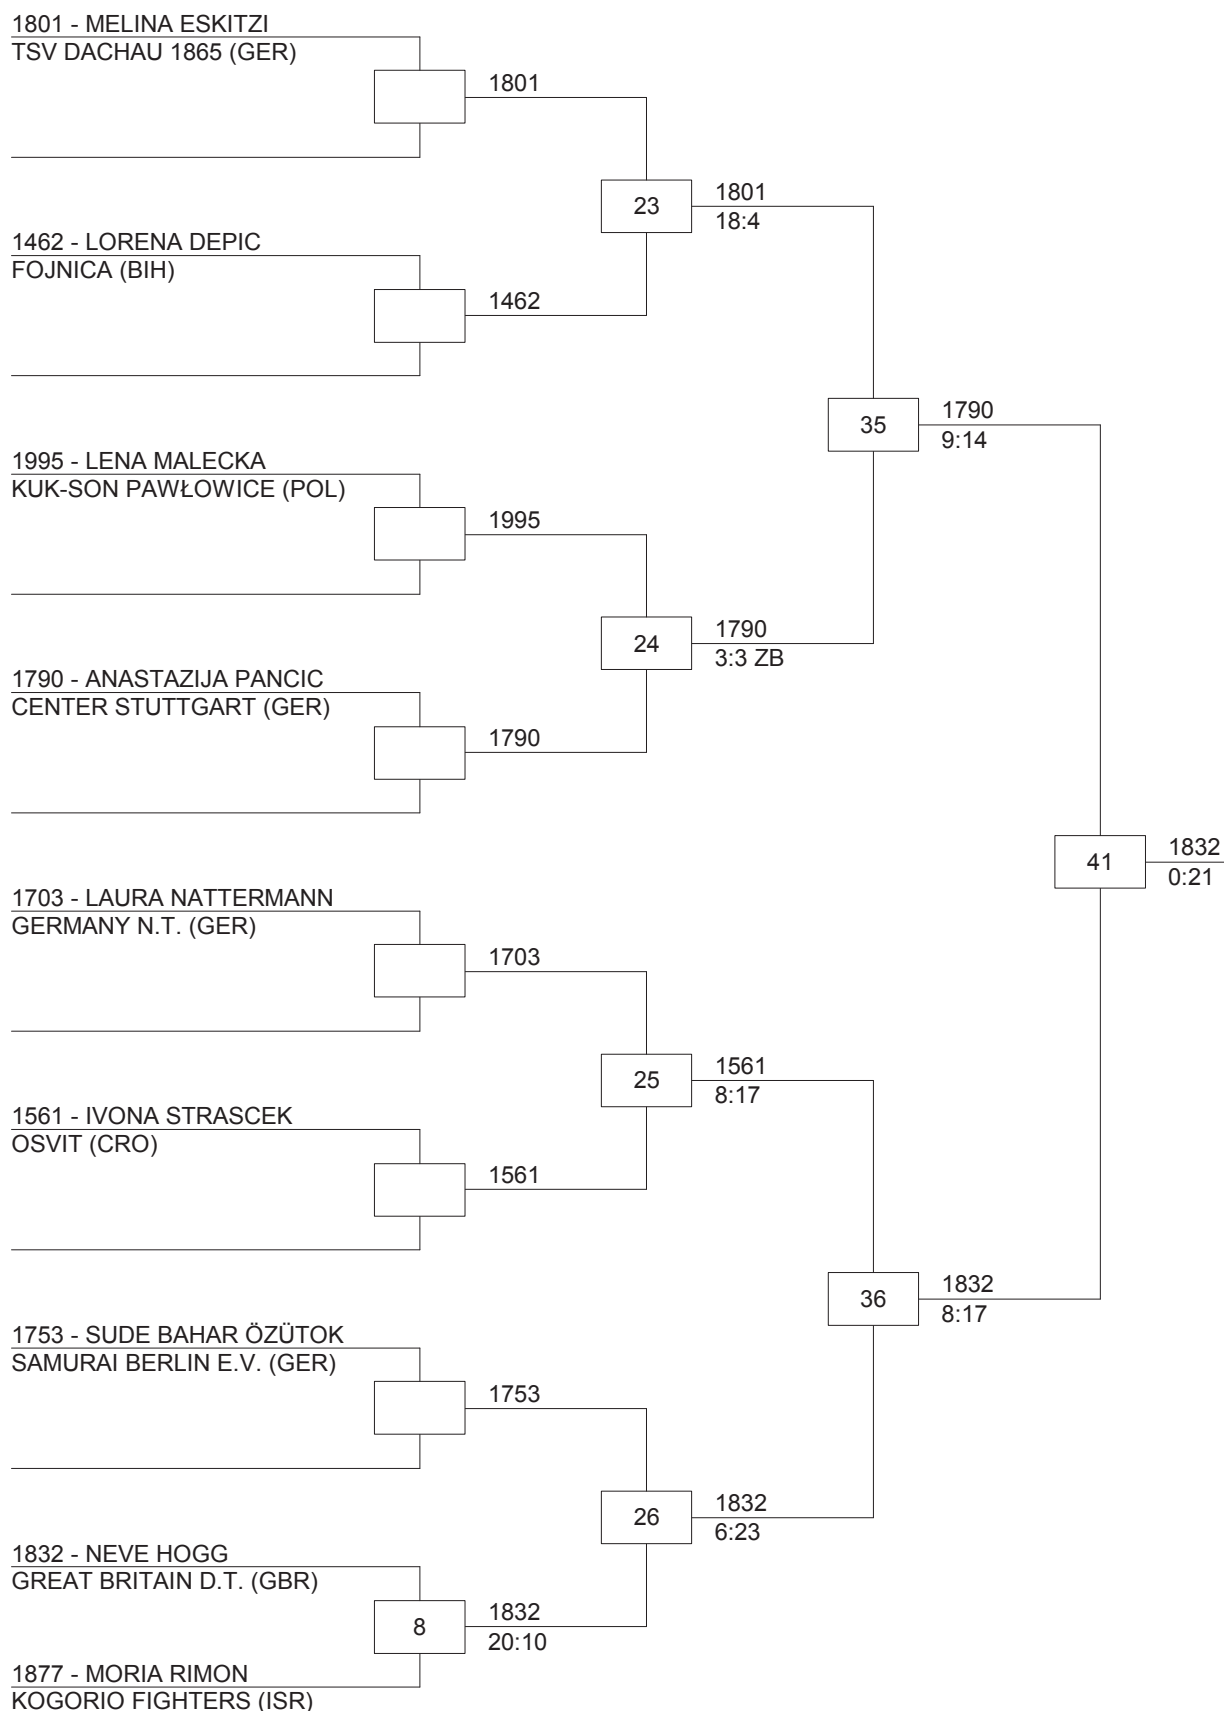 1801 - MELINA ESKITZI
TSV DACHAU 1865 (GER)
1801
23
1801
18:4
1462 - LORENA DEPIC
FOJNICA (BIH)
1462
35
1790
9:14
1995 - LENA MALECKA
KUK-SON PAWŁOWICE (POL)
1995
24
1790
3:3 ZB
1790 - ANASTAZIJA PANCIC
CENTER STUTTGART (GER)
1790
41
1832
0:21
1703 - LAURA NATTERMANN
GERMANY N.T. (GER)
1703
25
1561
8:17
1561 - IVONA STRASCEK
OSVIT (CRO)
1561
36
1832
8:17
1753 - SUDE BAHAR ÖZÜTOK
SAMURAI BERLIN E.V. (GER)
1753
26
1832
6:23
1832 - NEVE HOGG
GREAT BRITAIN D.T. (GBR)
8
1832
20:10
1877 - MORIA RIMON
KOGORIO FIGHTERS (ISR)